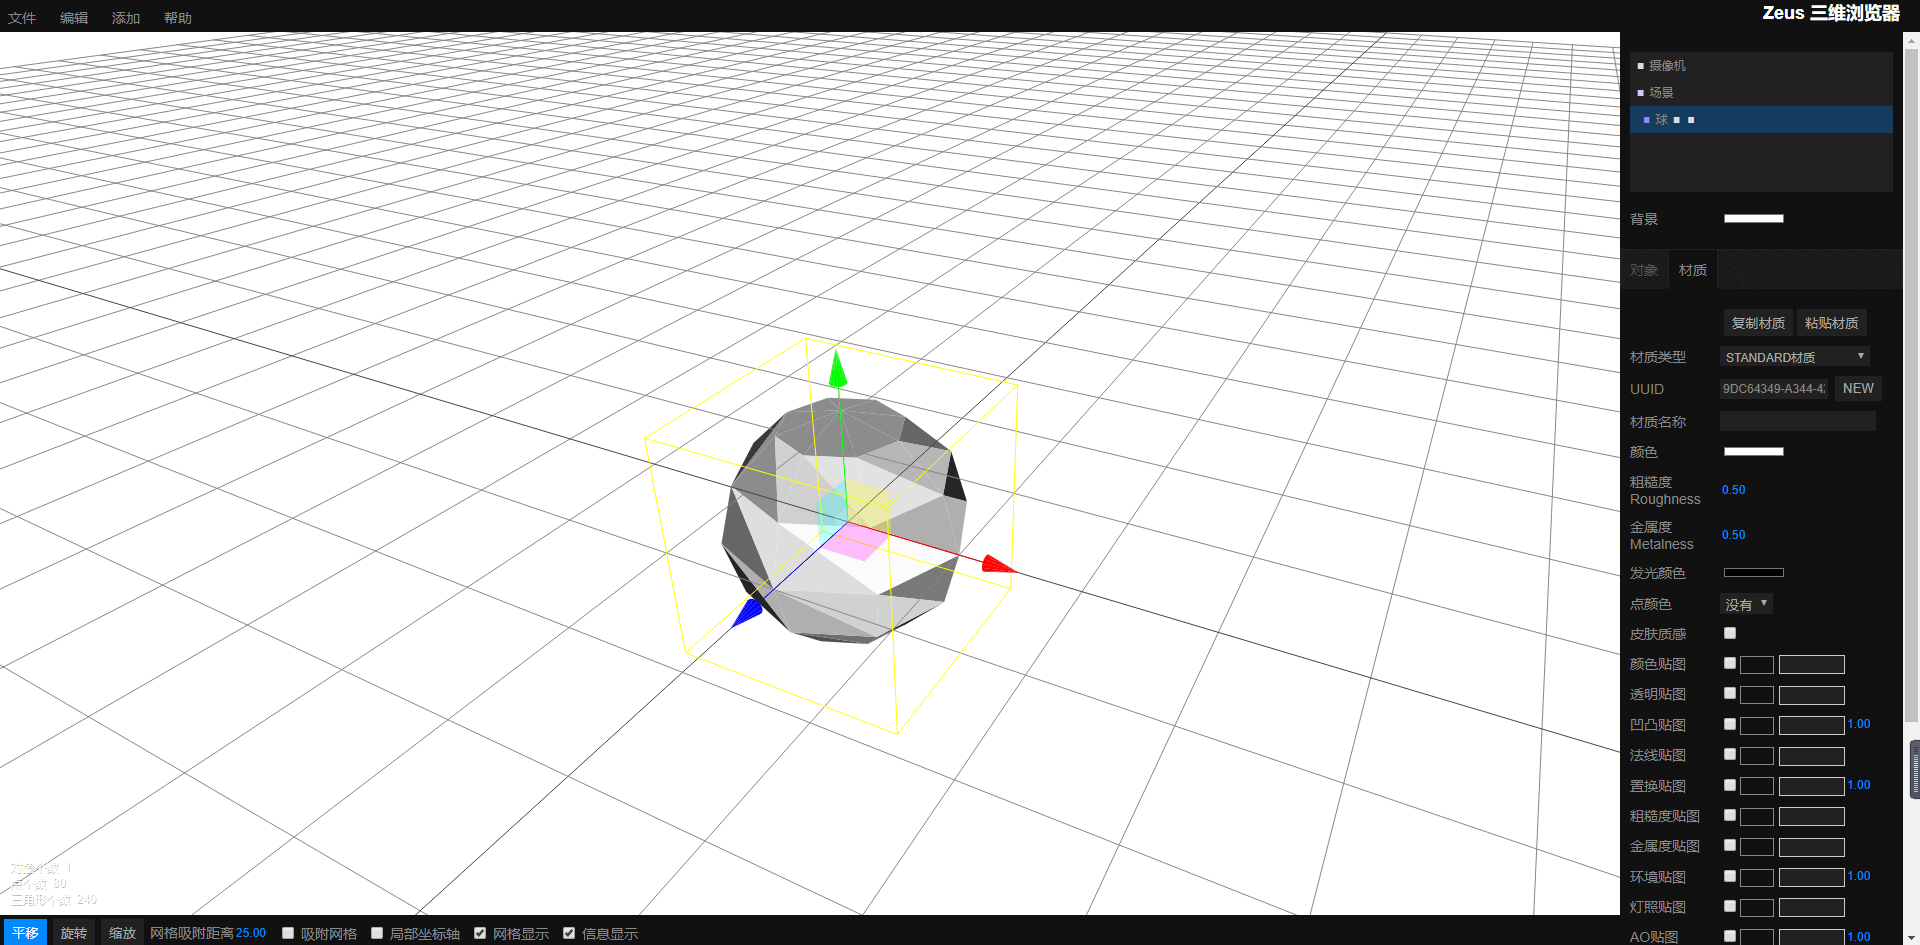 文件 编辑 添加 帮助
Zeus 三维浏览器
摄像机
场景
球
背景
对象 材质
复制材质 粘贴材质
材质类型 STANDARD材质
UUID 9DC64349-A344-4 NEW
材质名称
颜色
粗糙度
Roughness 0.50
金属度
Metalness 0.50
发光颜色
点颜色 没有
皮肤质感
颜色贴图
透明贴图
凹凸贴图 1.00
法线贴图
置换贴图 1.00
粗糙度贴图
金属度贴图
环境贴图 1.00
灯照贴图
AO贴图 1.00
对象个数 1
点个数 80
三角形个数 240
平移 旋转 缩放 网格吸附距离 25.00 吸附网格 局部坐标轴 网格显示 信息显示